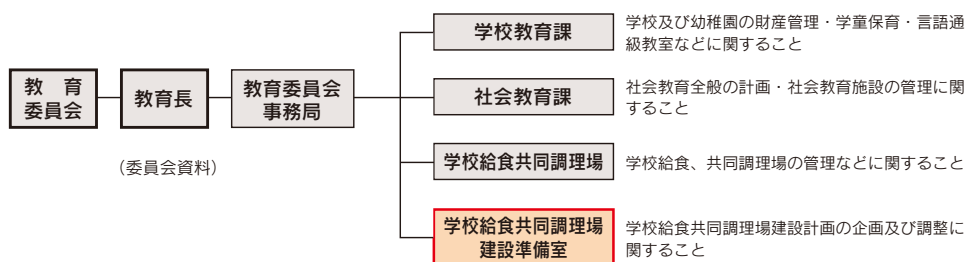 教　育
委員会
教育長
教育委員会
事務局
（委員会資料）
学校教育課
学校及び幼稚園の財産管理・学童保育・言語通
級教室などに関すること
社会教育課
社会教育全般の計画・社会教育施設の管理に関
すること
学校給食共同調理場
学校給食、共同調理場の管理などに関すること
学校給食共同調理場
建設準備室
学校給食共同調理場建設計画の企画及び調整に
関すること